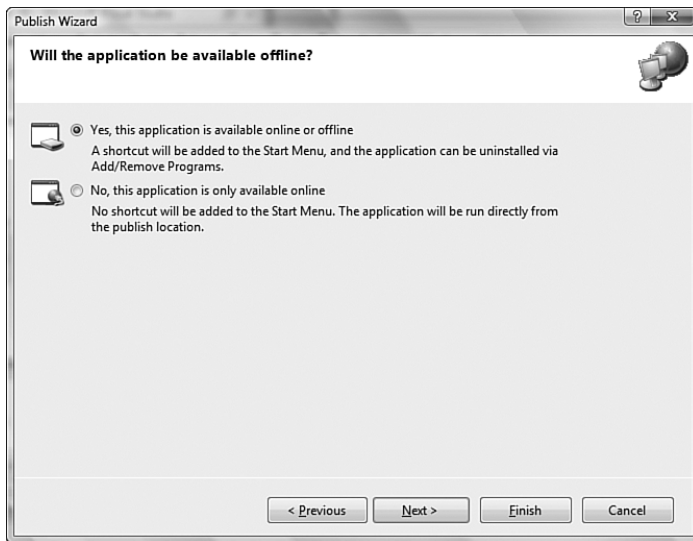 Publish Wizard
Will the application be available offline?
Yes, this application is available online or offline
A shortcut will be added to the Start Menu, and the application can be uninstalled via
Add/Remove Programs.
No, this application is only available online
No shortcut will be added to the Start Menu. The application will be run directly from
the publish location.
< Previous
Next >
Finish
Cancel